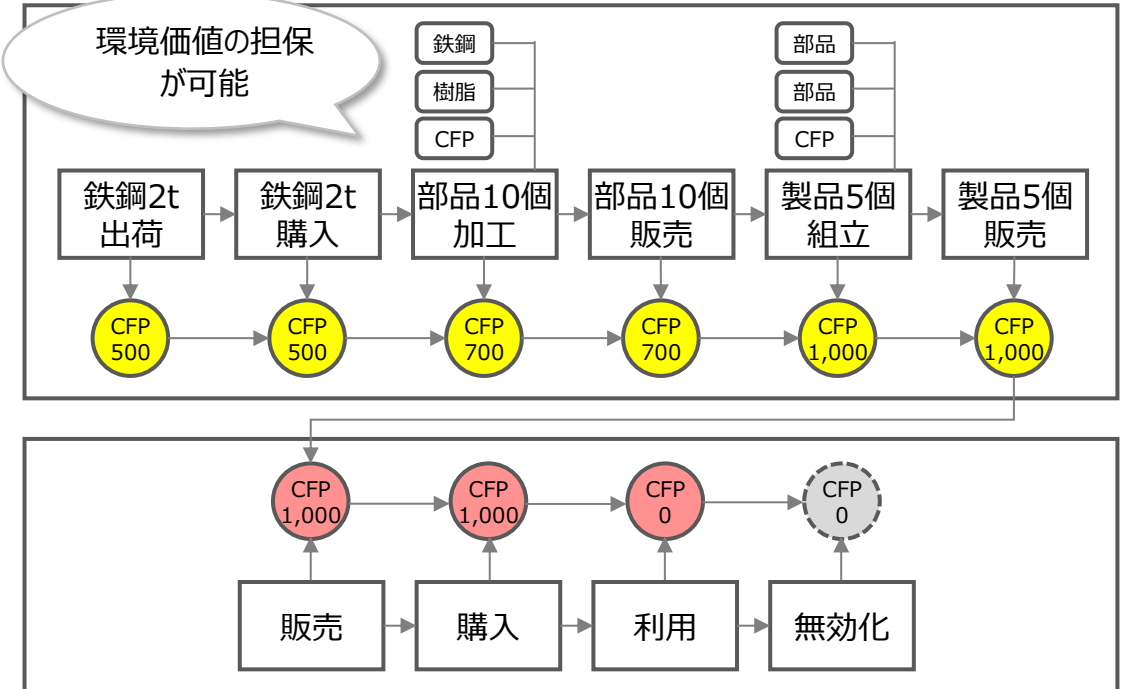 環境価値の担保
が可能
鉄鋼
樹脂
CFP
部品
部品
CFP
鉄鋼2t
出荷
鉄鋼2t
購入
部品10個
加工
部品10個
販売
製品5個
組立
製品5個
販売
CFP
500
CFP
500
CFP
700
CFP
700
CFP
1,000
CFP
1,000
CFP
1,000
CFP
1,000
CFP
0
CFP
0
販売
購入
利用
無効化